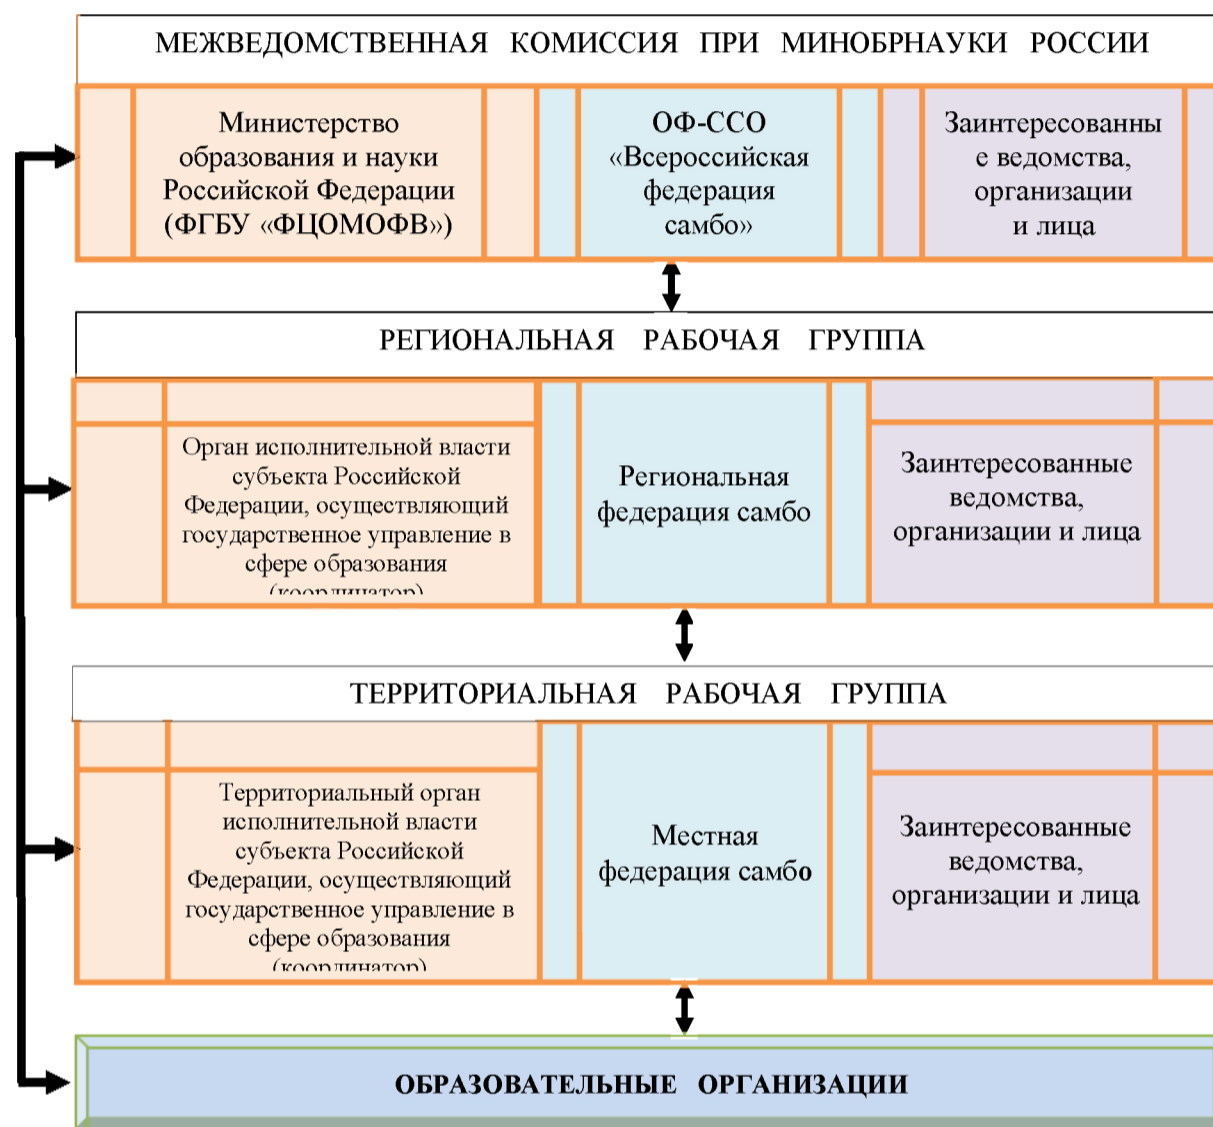 МЕЖВЕДОМСТВЕННАЯ КОМИССИЯ ПРИ МИНОБРНАУКИ РОССИИ
Министерство
образования и науки
Российской Федерации
(ФГБУ «ФЦОМОФВ»)
ОФ-ССО
«Всероссийская
федерация
самбо»
Заинтересованны
е ведомства,
организации
и лица
РЕГИОНАЛЬНАЯ РАБОЧАЯ ГРУППА
Орган исполнительной власти
субъекта Российской
Федерации, осуществляющий
государственное управление в
сфере образования
(координатор)
Региональная
федерация самбо
Заинтересованные
ведомства,
организации и лица
ТЕРРИТОРИАЛЬНАЯ РАБОЧАЯ ГРУППА
Территориальный орган
исполнительной власти
субъекта Российской
Федерации, осуществляющий
государственное управление в
сфере образования
(координатор)
Местная
федерация самбо
Заинтересованные
ведомства,
организации и лица
ОБРАЗОВАТЕЛЬНЫЕ ОРГАНИЗАЦИИ